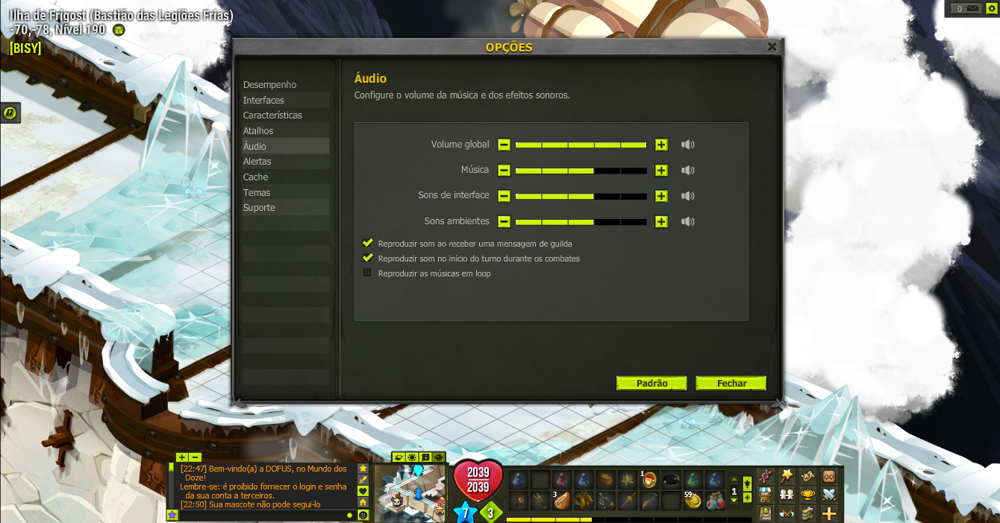 Ilha de Frigost (Bastião das Legiões Frias)
-70,-78, Nível 190
[BISY]
0
OPÇÕES
Desempenho
Interfaces
Características
Atalhos
Áudio
Alertas
Cache
Temas
Suporte
Áudio
Configure o volume da música e dos efeitos sonoros.
Volume global
Música
Sons de interface
Sons ambientes
Reproduzir som ao receber uma mensagem de guilda
Reproduzir som no início do turno durante os combates
Reproduzir as músicas em loop
Padrão
Fechar
[22:47] Bem-vindo(a) a DOFUS, no Mundo dos
Doze!
Lembre-se: é proibido fornecer o login e senha
da sua conta a terceiros.
[22:50] Sua mascote não pode segui-lo
2039
2039
7
3
1
3
59
1